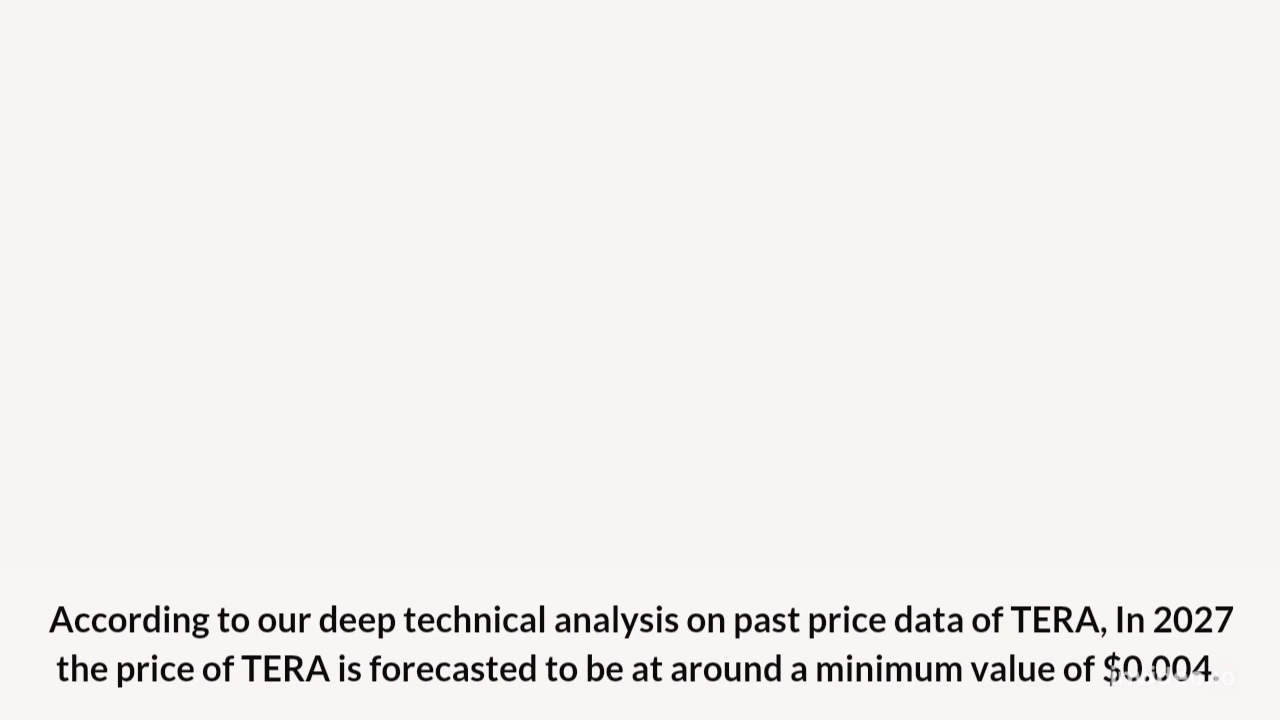 According to our deep technical analysis on past price data of TERA, In 2027
the price of TERA is forecasted to be at around a minimum value of $0.004.